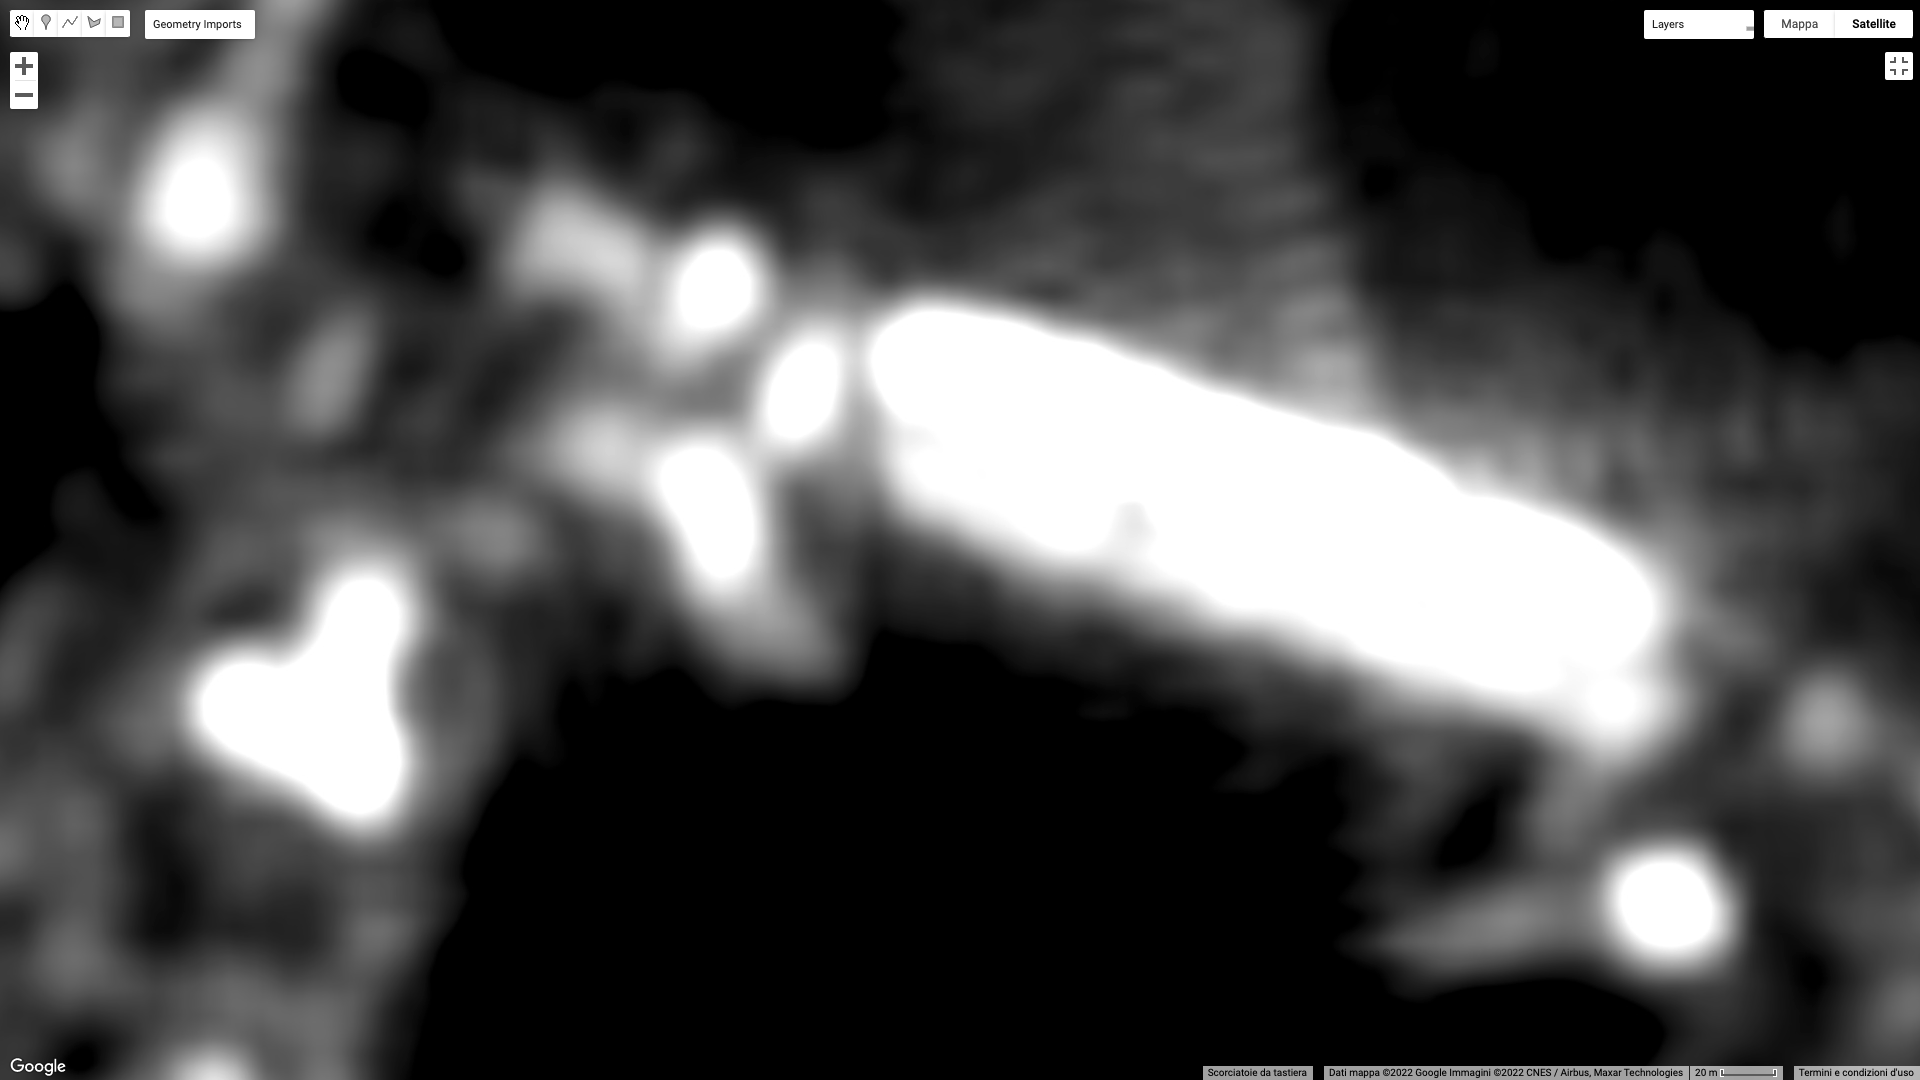 Geometry Imports
Layers
Mappa
Satellite
Google
Scorciatoie da tastiera
Dati mappa ©2022 Google Immagini ©2022 CNES / Airbus, Maxar Technologies
20 m
Termini e condizioni d'uso